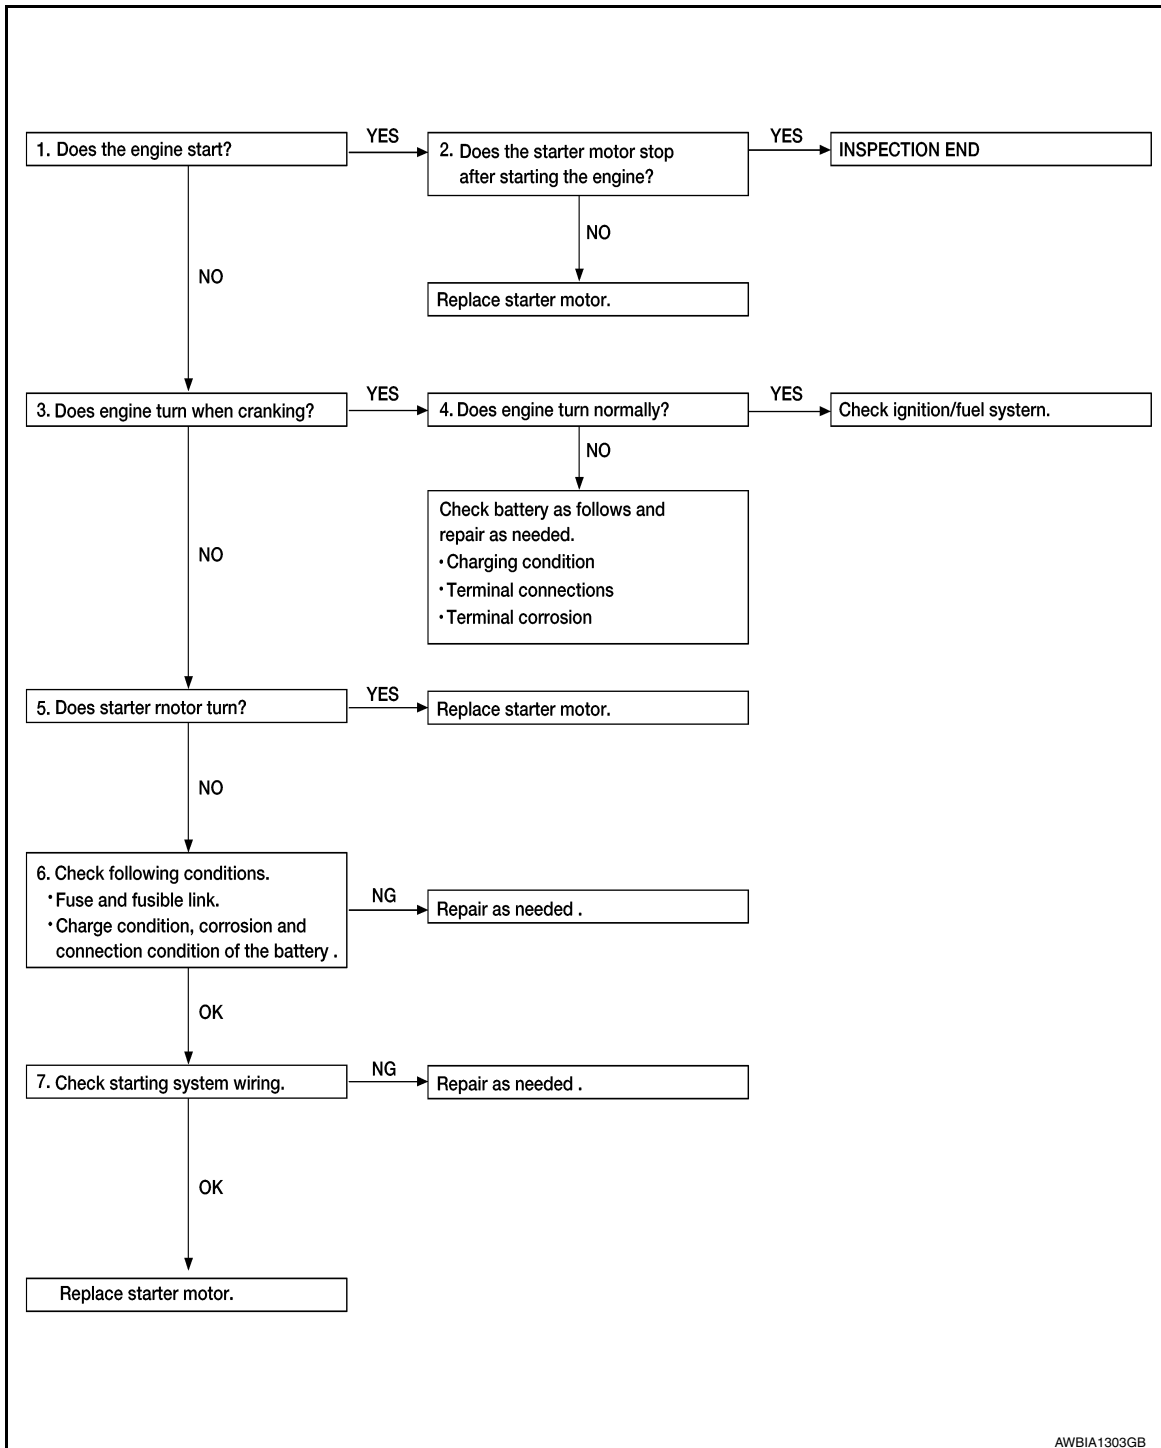 1. Does the engine start?
YES
2. Does the starter motor stop
after starting the engine?
YES
INSPECTION END
NO
Replace starter motor.
NO
3. Does engine turn when cranking?
YES
4. Does engine turn normally?
YES
Check ignition/fuel systern.
NO
Check battery as follows and
repair as needed.
• Charging condition
• Terminal connections
• Terminal corrosion
NO
5. Does starter rnotor turn?
YES
Replace starter motor.
NO
6. Check following conditions.
• Fuse and fusible link.
• Charge condition, corrosion and
connection condition of the battery .
NG
Repair as needed .
OK
7. Check starting system wiring.
NG
Repair as needed .
OK
Replace starter motor.
AWBIA1303GB